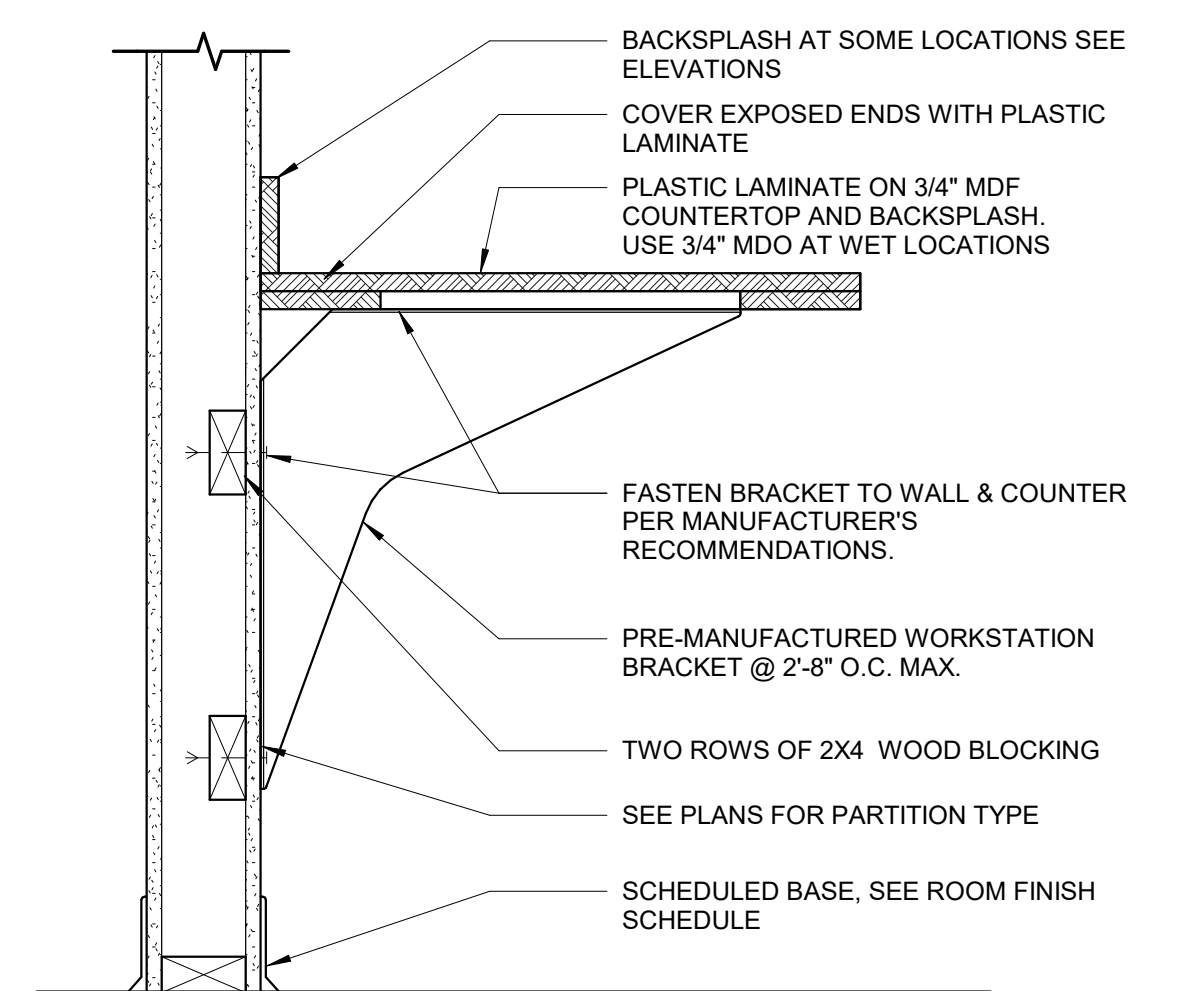 BACKSPLASH AT SOME LOCATIONS SEE
ELEVATIONS
COVER EXPOSED ENDS WITH PLASTIC
LAMINATE
PLASTIC LAMINATE ON 3/4" MDF
COUNTERTOP AND BACKSPLASH.
USE 3/4" MDO AT WET LOCATIONS
FASTEN BRACKET TO WALL & COUNTER
PER MANUFACTURER'S
RECOMMENDATIONS.
PRE-MANUFACTURED WORKSTATION
BRACKET @ 2'-8" O.C. MAX.
TWO ROWS OF 2X4  WOOD BLOCKING
SEE PLANS FOR PARTITION TYPE
SCHEDULED BASE, SEE ROOM FINISH
SCHEDULE